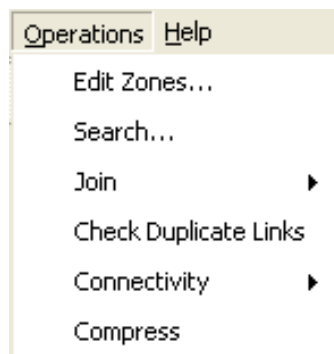 Operations Help
Edit Zones...
Search...
Join
Check Duplicate Links
Connectivity
Compress